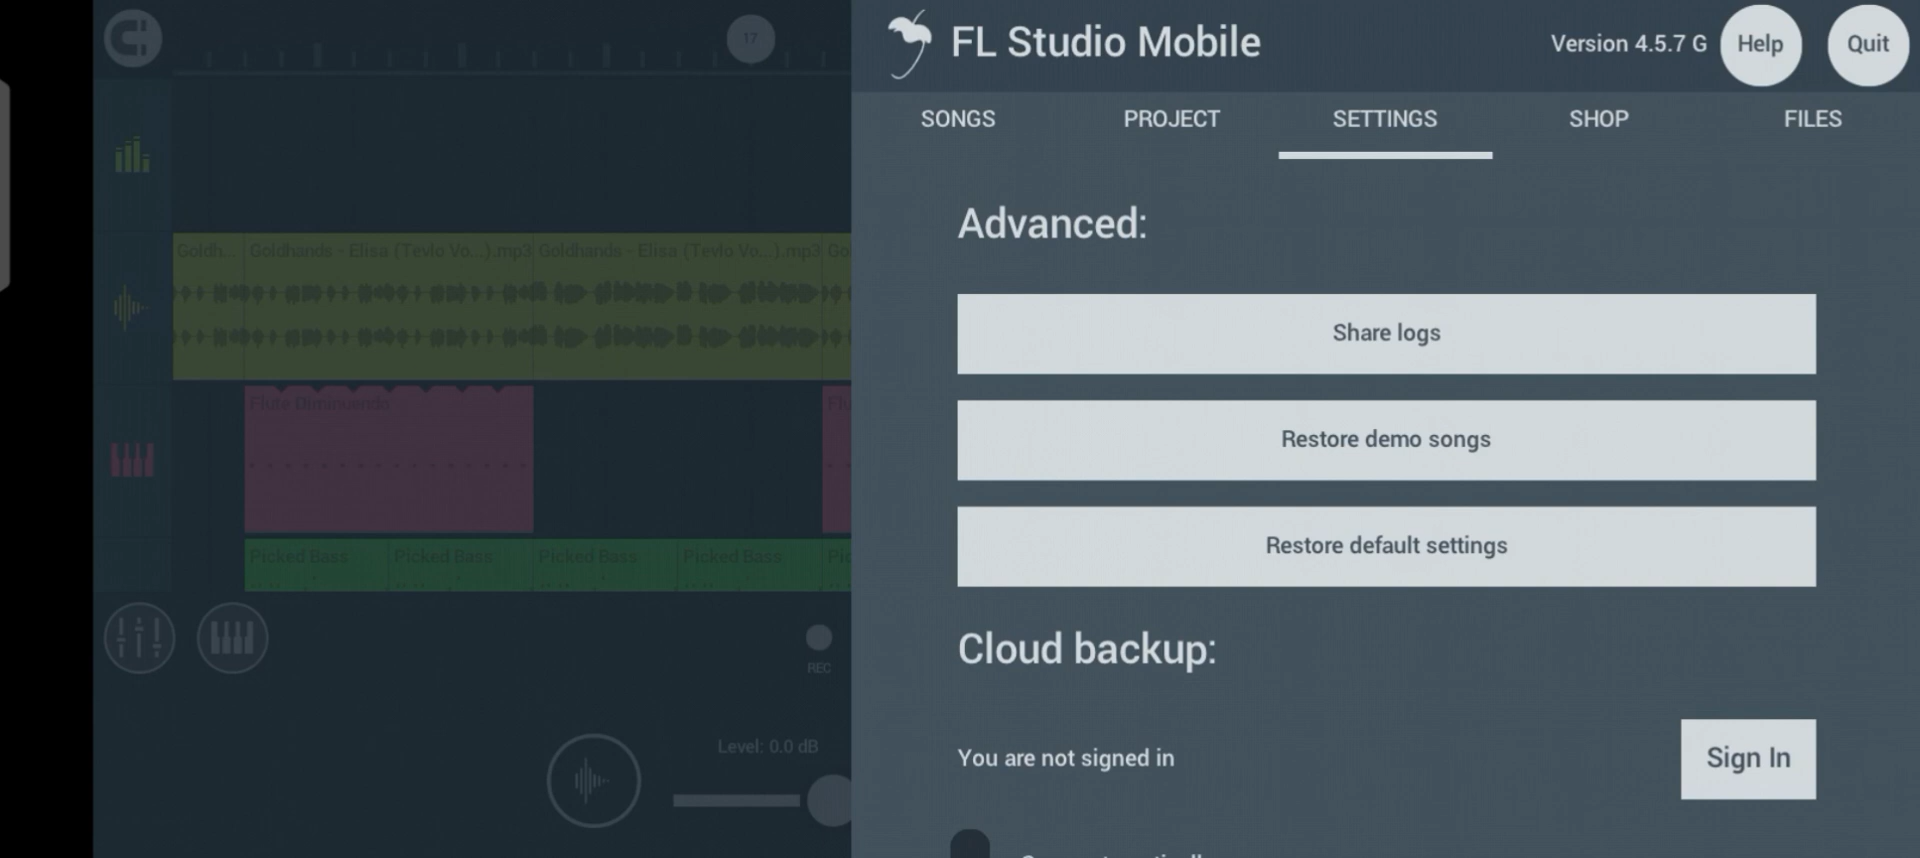 17
FL Studio Mobile
Version 4.5.7 G
Help
Quit
SONGS
PROJECT
SETTINGS
SHOP
FILES
Goldh...
Goldhands - Elisa (Tevlo Vo...).mp3
Goldhands - Elisa (Tevlo Vo...).mp3
Flute Diminuendo
Picked Bass
Picked Bass
Picked Bass
Picked Bass
REC
Level: 0.0 dB
Advanced:
Share logs
Restore demo songs
Restore default settings
Cloud backup:
You are not signed in
Sign In